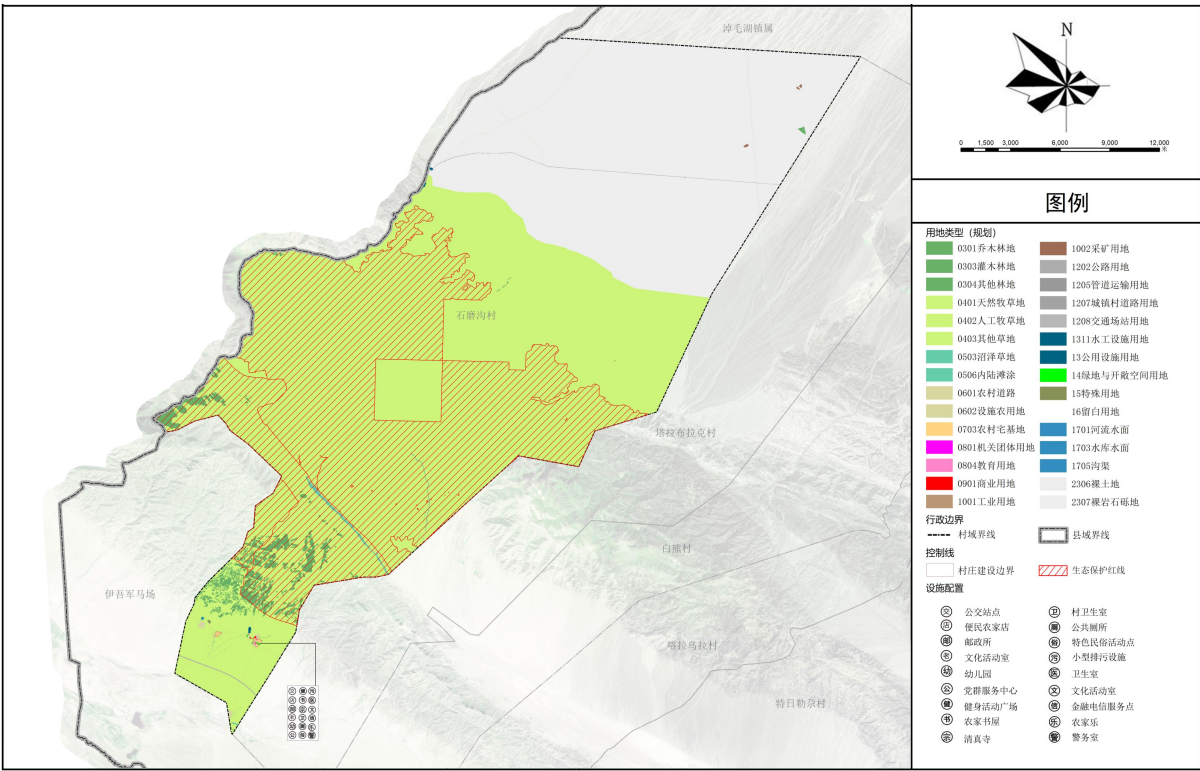 淖毛湖镇属
石磨沟村
塔拉布拉克村
白熊村
伊吾军马场
喀拉乌拉村
特日勒尕村
N
0 1,500 3,000 6,000 9,000 12,000
米
图例
用地类型（规划）
0301乔木林地
0303灌木林地
0304其他林地
0401天然牧草地
0402人工牧草地
0403其他草地
0503沼泽草地
0506内陆滩涂
0601农村道路
0602设施农用地
0703农村宅基地
0801机关团体用地
0804教育用地
0901商业用地
1001工业用地
1002采矿用地
1202公路用地
1205管道运输用地
1207城镇村道路用地
1208交通场站用地
1311水工设施用地
13公用设施用地
14绿地与开敞空间用地
15特殊用地
16留白用地
1701河流水面
1703水库水面
1705沟渠
2306裸土地
2307裸岩石砾地
行政边界
村域界线
县域界线
控制线
村庄建设边界
生态保护红线
设施配置
交 公交站点
店 便民农家店
邮 邮政所
老 文化活动室
幼 幼儿园
公 党群服务中心
健 健身活动广场
书 农家书屋
宗 清真寺
卫 村卫生室
厕 公共厕所
俗 特色民俗活动点
污 小型排污设施
医 卫生室
文 文化活动室
信 金融电信服务点
乐 农家乐
警 警务室